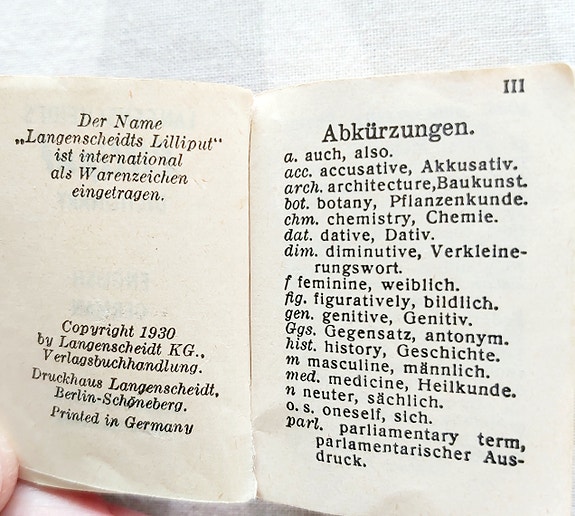 Der Name
„Langenscheidts Lilliput“
ist international
als Warenzeichen
eingetragen.
Copyright 1930
by Langenscheidt KG.,
Verlagsbuchhandlung.
Druckhaus Langenscheidt,
Berlin-Schöneberg.
Printed in Germany
III
Abkürzungen.
a. auch, also.
acc. accusative, Akkusativ.
arch. architecture,Baukunst.
bot. botany, Pflanzenkunde.
chm. chemistry, Chemie.
dat. dative, Dativ.
dim. diminutive, Verkleine-
rungswort.
f feminine, weiblich.
fig. figuratively, bildlich.
gen. genitive, Genitiv.
Ggs. Gegensatz, antonym.
hist. history, Geschichte.
m masculine, männlich.
med. medicine, Heilkunde.
n neuter, sächlich.
o. s. oneself, sich.
parl. parliamentary term,
parlamentarischer Aus-
druck.